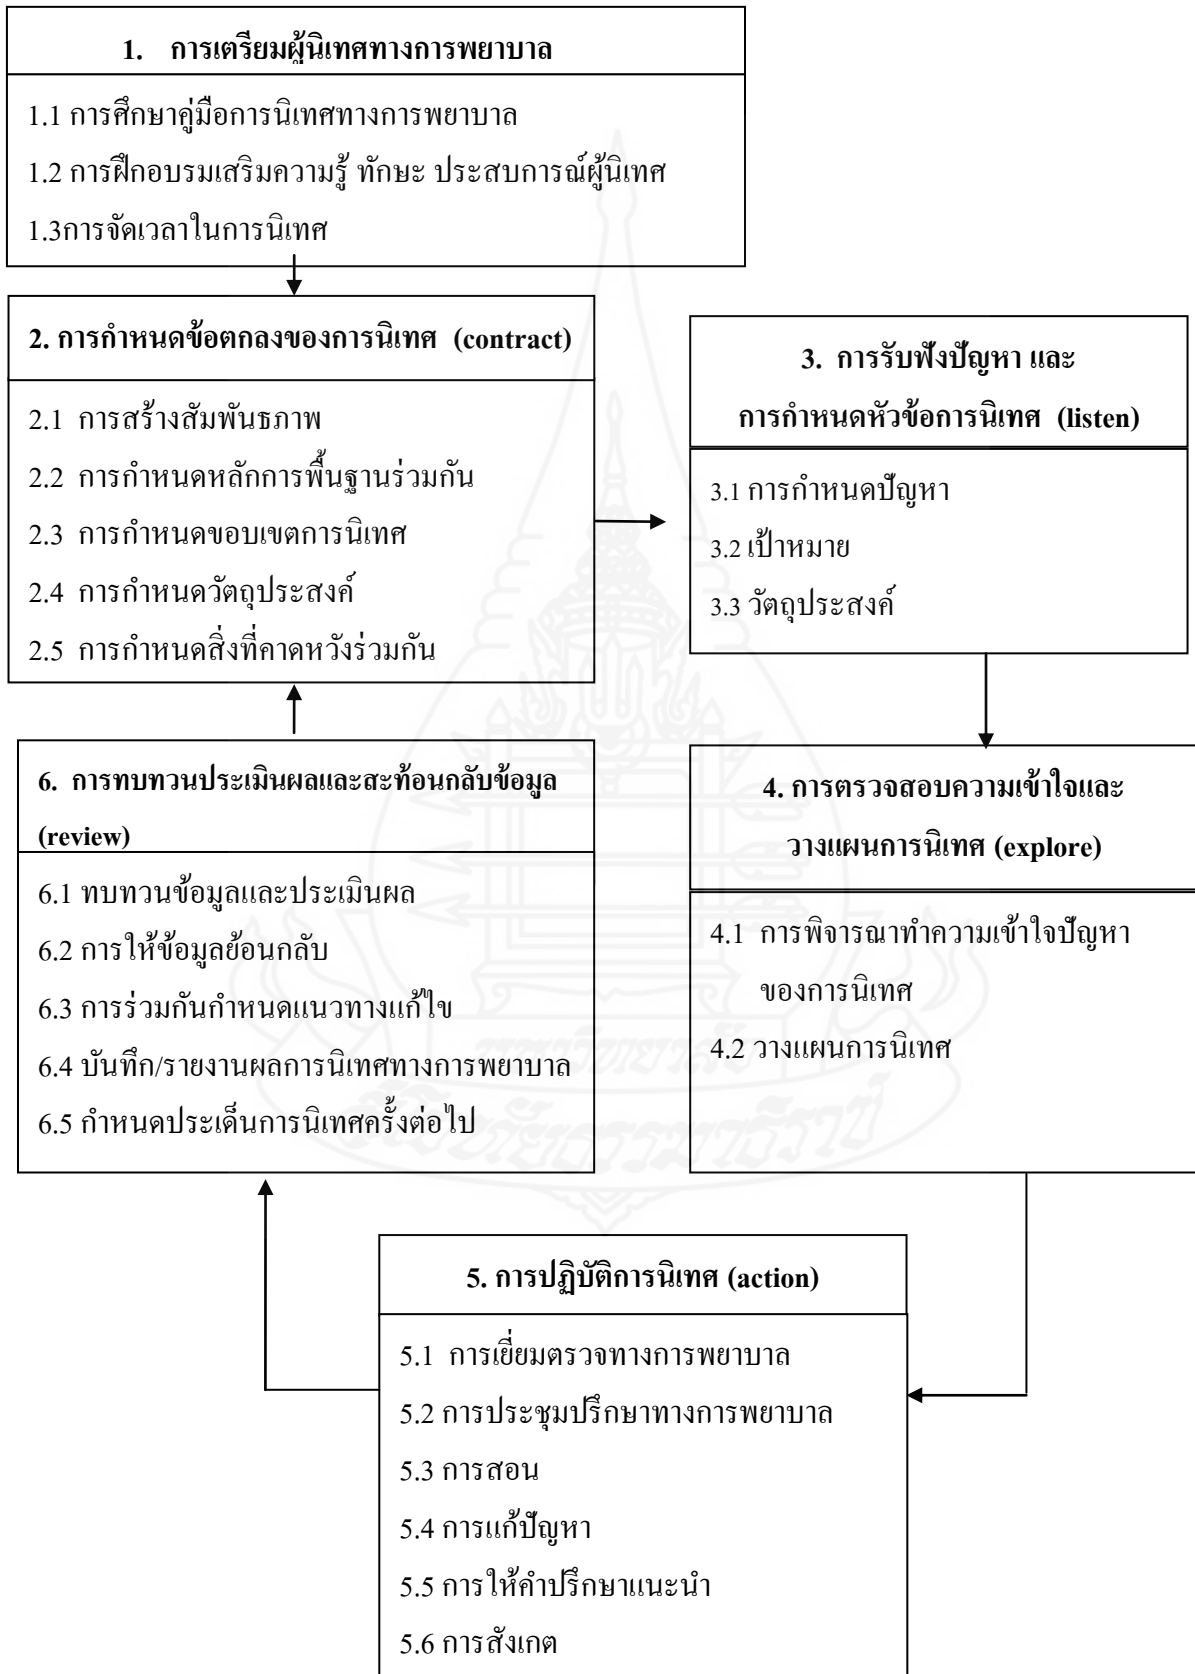 1. การเตรียมผู้นิเทศทางการพยาบาล
1.1 การศึกษาคู่มือการนิเทศทางการพยาบาล
1.2 การฝึกอบรมเสริมความรู้ ทักษะ ประสบการณ์ผู้นิเทศ
1.3การจัดเวลาในการนิเทศ
2. การกำหนดข้อตกลงของการนิเทศ (contract)
2.1 การสร้างสัมพันธภาพ
2.2 การกำหนดหลักการพื้นฐานร่วมกัน
2.3 การกำหนดขอบเขตการนิเทศ
2.4 การกำหนดวัตถุประสงค์
2.5 การกำหนดสิ่งที่คาดหวังร่วมกัน
3. การรับฟังปัญหา และ
การกำหนดหัวข้อการนิเทศ (listen)
3.1 การกำหนดปัญหา
3.2 เป้าหมาย
3.3 วัตถุประสงค์
4. การตรวจสอบความเข้าใจและ
วางแผนการนิเทศ (explore)
4.1 การพิจารณาทำความเข้าใจปัญหา
ของการนิเทศ
4.2 วางแผนการนิเทศ
5. การปฏิบัติการนิเทศ (action)
5.1 การเยี่ยมตรวจทางการพยาบาล
5.2 การประชุมปรึกษาทางการพยาบาล
5.3 การสอน
5.4 การแก้ปัญหา
5.5 การให้คำปรึกษาแนะนำ
5.6 การสังเกต
6. การทบทวนประเมินผลและสะท้อนกลับข้อมูล
(review)
6.1 ทบทวนข้อมูลและประเมินผล
6.2 การให้ข้อมูลย้อนกลับ
6.3 การร่วมกันกำหนดแนวทางแก้ไข
6.4 บันทึก/รายงานผลการนิเทศทางการพยาบาล
6.5 กำหนดประเด็นการนิเทศครั้งต่อไป
มหาวิทยาลัย
สุโขทัยธรรมาธิราช